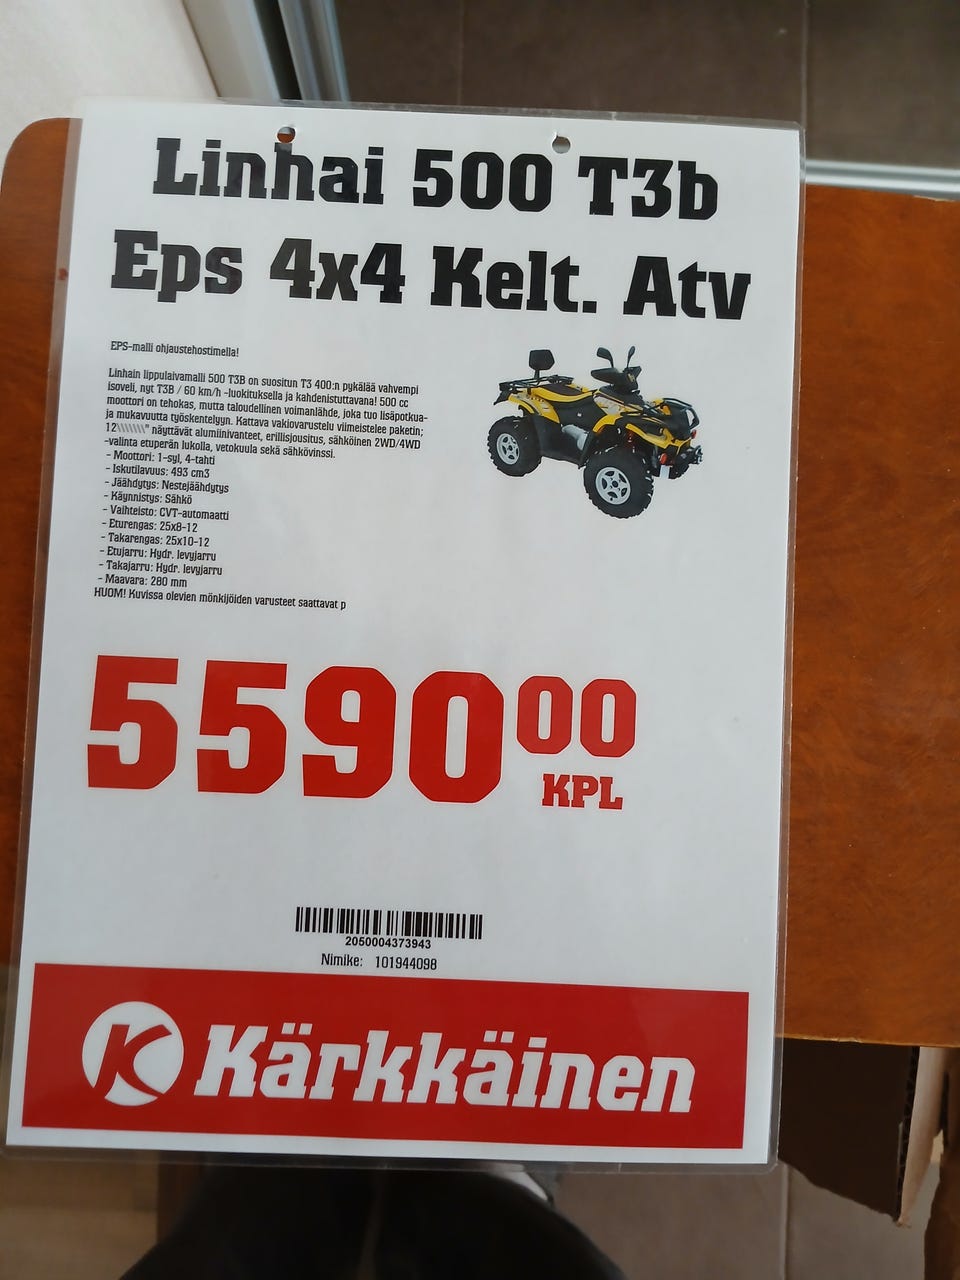 Linhai 500 T3b
Eps 4x4 Kelt. Atv
EPS-malli ohjaustehostimella!
Linhain lippulaivamalli 500 T3B on suositun T3 400:n pykälää vahvempi
isoveli, nyt T3B / 60 km/h -luokituksella ja kahdenistuttavana! 500 cc
moottori on tehokas, mutta taloudellinen voimanlähde, joka tuo lisäpotkua-
ja mukavuutta työskentelyyn. Kattava vakiovarustelu viimeistelee paketin;
12\\\\\\\" näyttävät alumiinivanteet, erillisjousitus, sähköinen 2WD/4WD
-valinta etuperän lukolla, vetokuula sekä sähkövinssi.
- Moottori: 1-syl, 4-tahti
- Iskutilavuus: 493 cm3
- Jäähdytys: Nestejäähdytys
- Käynnistys: Sähkö
- Vaihteisto: CVT-automaatti
- Eturengas: 25x8-12
- Takarengas: 25x10-12
- Etujarru: Hydr. levyjarru
- Takajarru: Hydr. levyjarru
- Maavara: 280 mm
HUOM! Kuvissa olevien mönkijöiden varusteet saattavat p
5590 00
KPL
2050004373943
Nimike: 101944098
K Kärkkäinen